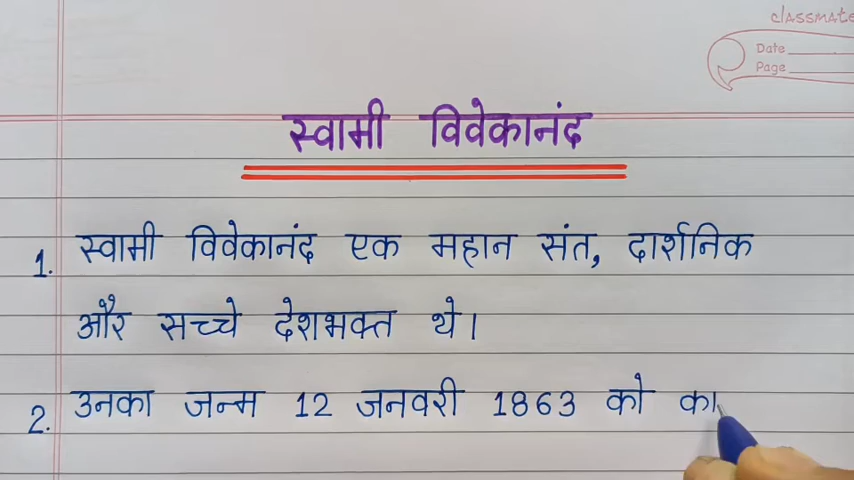 classmate
Date
Page
स्वामी विवेकानंद
1. स्वामी विवेकानंद एक महान संत, दार्शनिक
और सच्चे देशभक्त थे।
2. उनका जन्म 12 जनवरी 1863 को का